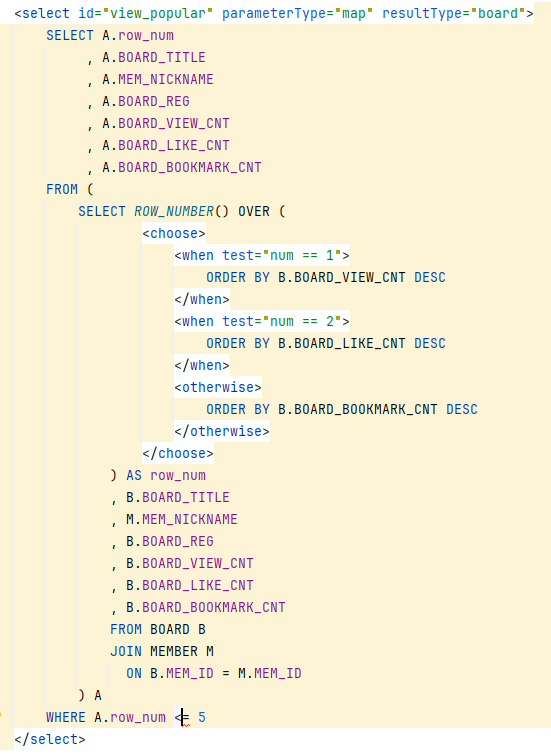 <select id="view_popular" parameterType="map" resultType="board">
SELECT A.row_num
, A.BOARD_TITLE
, A.MEM_NICKNAME
, A.BOARD_REG
, A.BOARD_VIEW_CNT
, A.BOARD_LIKE_CNT
, A.BOARD_BOOKMARK_CNT
FROM (
SELECT ROW_NUMBER() OVER (
<choose>
<when test="num == 1">
ORDER BY B.BOARD_VIEW_CNT DESC
</when>
<when test="num == 2">
ORDER BY B.BOARD_LIKE_CNT DESC
</when>
<otherwise>
ORDER BY B.BOARD_BOOKMARK_CNT DESC
</otherwise>
</choose>
) AS row_num
, B.BOARD_TITLE
, M.MEM_NICKNAME
, B.BOARD_REG
, B.BOARD_VIEW_CNT
, B.BOARD_LIKE_CNT
, B.BOARD_BOOKMARK_CNT
FROM BOARD B
JOIN MEMBER M
ON B.MEM_ID = M.MEM_ID
) A
WHERE A.row_num <= 5
</select>